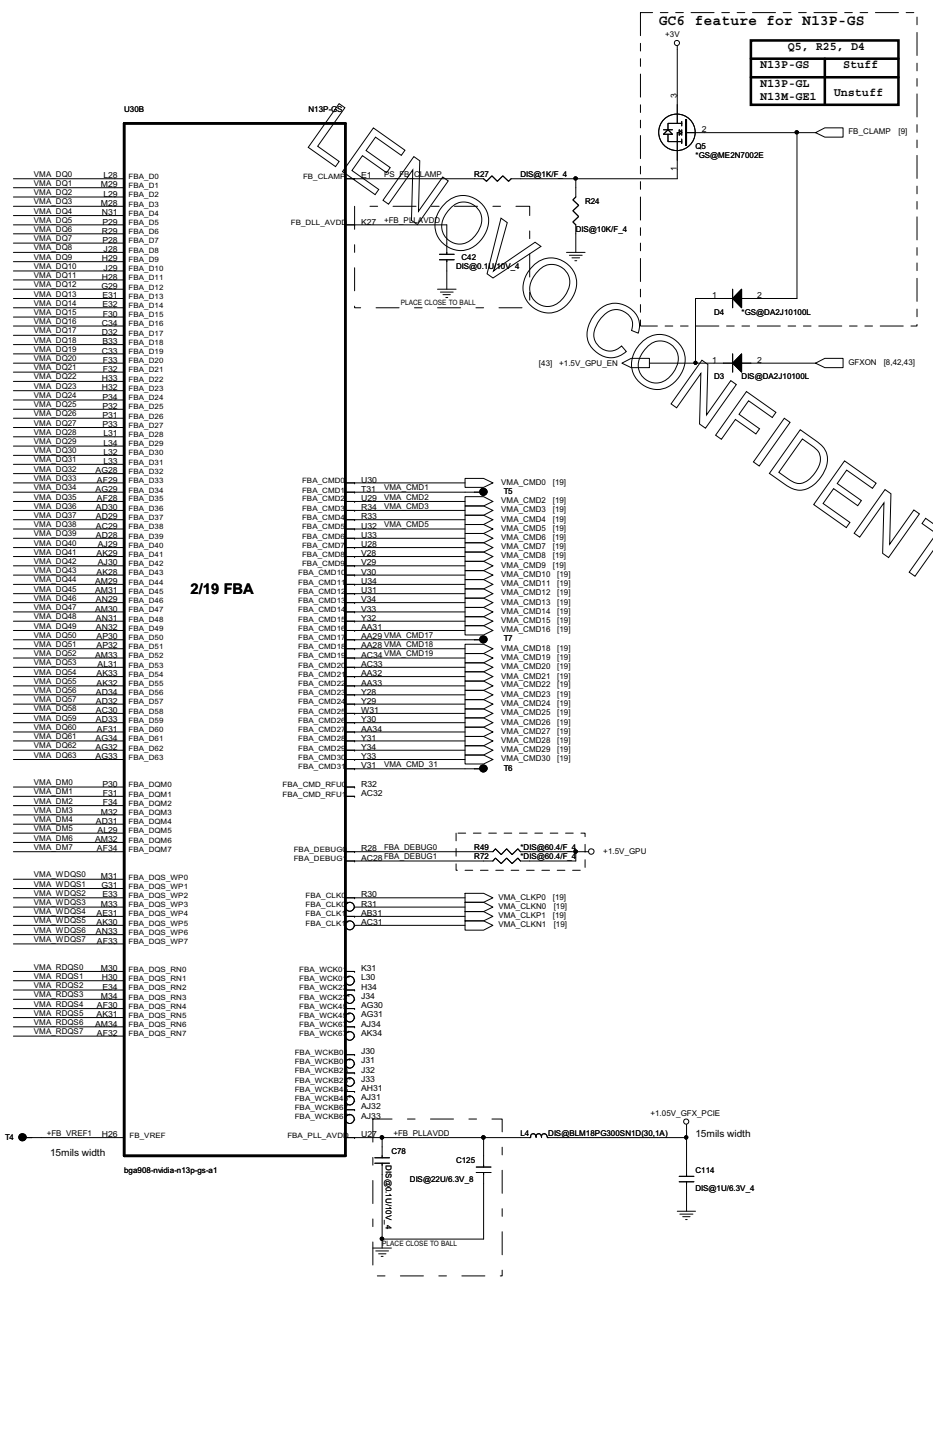 GC6 feature for N13P-GS
+3V
Q5, R25, D4
N13P-GS Stuff
N13P-GL
N13M-GE1 Unstuff
3
2
1
Q5
*GS@ME2N7002E
FB_CLAMP [9]
1 2
D4 *GS@DA2J10100L
[43] +1.5V_GPU_EN
1 2
D3 DIS@DA2J10100L
GFXON [8,42,43]
LENOVO CONFIDENT
U30B N13P-GS
FB_CLAMP E1 PS_FB_CLAMP R27 DIS@1K/F_4
R24
DIS@10K/F_4
FB_DLL_AVDD K27 +FB_PLLAVDD
C42
DIS@0.1U/10V_4
PLACE CLOSE TO BALL
VMA_DQ0 L28 FBA_D0
VMA_DQ1 M29 FBA_D1
VMA_DQ2 L29 FBA_D2
VMA_DQ3 M28 FBA_D3
VMA_DQ4 N31 FBA_D4
VMA_DQ5 P29 FBA_D5
VMA_DQ6 R29 FBA_D6
VMA_DQ7 P28 FBA_D7
VMA_DQ8 J28 FBA_D8
VMA_DQ9 H29 FBA_D9
VMA_DQ10 J29 FBA_D10
VMA_DQ11 H28 FBA_D11
VMA_DQ12 G29 FBA_D12
VMA_DQ13 E31 FBA_D13
VMA_DQ14 E32 FBA_D14
VMA_DQ15 F30 FBA_D15
VMA_DQ16 C34 FBA_D16
VMA_DQ17 D32 FBA_D17
VMA_DQ18 B33 FBA_D18
VMA_DQ19 C33 FBA_D19
VMA_DQ20 F33 FBA_D20
VMA_DQ21 F32 FBA_D21
VMA_DQ22 H33 FBA_D22
VMA_DQ23 H32 FBA_D23
VMA_DQ24 P34 FBA_D24
VMA_DQ25 P32 FBA_D25
VMA_DQ26 P31 FBA_D26
VMA_DQ27 P33 FBA_D27
VMA_DQ28 L31 FBA_D28
VMA_DQ29 L34 FBA_D29
VMA_DQ30 L32 FBA_D30
VMA_DQ31 L33 FBA_D31
VMA_DQ32 AG28 FBA_D32
VMA_DQ33 AF29 FBA_D33
VMA_DQ34 AG29 FBA_D34
VMA_DQ35 AF28 FBA_D35
VMA_DQ36 AD30 FBA_D36
VMA_DQ37 AD29 FBA_D37
VMA_DQ38 AC29 FBA_D38
VMA_DQ39 AD28 FBA_D39
VMA_DQ40 AJ29 FBA_D40
VMA_DQ41 AK29 FBA_D41
VMA_DQ42 AJ30 FBA_D42
VMA_DQ43 AK28 FBA_D43
VMA_DQ44 AM29 FBA_D44
VMA_DQ45 AM31 FBA_D45
VMA_DQ46 AN29 FBA_D46
VMA_DQ47 AM30 FBA_D47
VMA_DQ48 AN31 FBA_D48
VMA_DQ49 AN32 FBA_D49
VMA_DQ50 AP30 FBA_D50
VMA_DQ51 AP32 FBA_D51
VMA_DQ52 AM33 FBA_D52
VMA_DQ53 AL31 FBA_D53
VMA_DQ54 AK33 FBA_D54
VMA_DQ55 AK32 FBA_D55
VMA_DQ56 AD34 FBA_D56
VMA_DQ57 AD32 FBA_D57
VMA_DQ58 AC30 FBA_D58
VMA_DQ59 AD33 FBA_D59
VMA_DQ60 AF31 FBA_D60
VMA_DQ61 AG34 FBA_D61
VMA_DQ62 AG32 FBA_D62
VMA_DQ63 AG33 FBA_D63
2/19 FBA
FBA_CMD0 U30 VMA_CMD0 [19]
FBA_CMD1 T31 VMA_CMD1 T5
FBA_CMD2 U29 VMA_CMD2 VMA_CMD2 [19]
FBA_CMD3 R34 VMA_CMD3 VMA_CMD3 [19]
FBA_CMD4 R33 VMA_CMD4 [19]
FBA_CMD5 U32 VMA_CMD5 VMA_CMD5 [19]
FBA_CMD6 U33 VMA_CMD6 [19]
FBA_CMD7 U28 VMA_CMD7 [19]
FBA_CMD8 V28 VMA_CMD8 [19]
FBA_CMD9 V29 VMA_CMD9 [19]
FBA_CMD10 V30 VMA_CMD10 [19]
FBA_CMD11 U34 VMA_CMD11 [19]
FBA_CMD12 U31 VMA_CMD12 [19]
FBA_CMD13 V34 VMA_CMD13 [19]
FBA_CMD14 V33 VMA_CMD14 [19]
FBA_CMD15 Y32 VMA_CMD15 [19]
FBA_CMD16 AA31 VMA_CMD16 [19]
FBA_CMD17 AA29 VMA_CMD17 T7
FBA_CMD18 AA28 VMA_CMD18 VMA_CMD18 [19]
FBA_CMD19 AC34 VMA_CMD19 VMA_CMD19 [19]
FBA_CMD20 AC33 VMA_CMD20 [19]
FBA_CMD21 AA32 VMA_CMD21 [19]
FBA_CMD22 AA33 VMA_CMD22 [19]
FBA_CMD23 Y28 VMA_CMD23 [19]
FBA_CMD24 Y29 VMA_CMD24 [19]
FBA_CMD25 W31 VMA_CMD25 [19]
FBA_CMD26 Y30 VMA_CMD26 [19]
FBA_CMD27 AA34 VMA_CMD27 [19]
FBA_CMD28 Y31 VMA_CMD28 [19]
FBA_CMD29 Y34 VMA_CMD29 [19]
FBA_CMD30 Y33 VMA_CMD30 [19]
FBA_CMD31 V31 VMA_CMD_31 T6
FBA_CMD_RFU0 R32
FBA_CMD_RFU1 AC32
VMA_DM0 P30 FBA_DQM0
VMA_DM1 F31 FBA_DQM1
VMA_DM2 F34 FBA_DQM2
VMA_DM3 M32 FBA_DQM3
VMA_DM4 AD31 FBA_DQM4
VMA_DM5 AL29 FBA_DQM5
VMA_DM6 AM32 FBA_DQM6
VMA_DM7 AF34 FBA_DQM7
FBA_DEBUG0 R28 FBA_DEBUG0 R49 *DIS@60.4/F_4
FBA_DEBUG1 AC28 FBA_DEBUG1 R72 *DIS@60.4/F_4
+1.5V_GPU
VMA_WDQS0 M31 FBA_DQS_WP0
VMA_WDQS1 G31 FBA_DQS_WP1
VMA_WDQS2 E33 FBA_DQS_WP2
VMA_WDQS3 M33 FBA_DQS_WP3
VMA_WDQS4 AE31 FBA_DQS_WP4
VMA_WDQS5 AK30 FBA_DQS_WP5
VMA_WDQS6 AN33 FBA_DQS_WP6
VMA_WDQS7 AF33 FBA_DQS_WP7
FBA_CLK0 R30 VMA_CLKP0 [19]
FBA_CLK0 R31 VMA_CLKN0 [19]
FBA_CLK1 AB31 VMA_CLKP1 [19]
FBA_CLK1 AC31 VMA_CLKN1 [19]
VMA_RDQS0 M30 FBA_DQS_RN0
VMA_RDQS1 H30 FBA_DQS_RN1
VMA_RDQS2 E34 FBA_DQS_RN2
VMA_RDQS3 M34 FBA_DQS_RN3
VMA_RDQS4 AF30 FBA_DQS_RN4
VMA_RDQS5 AK31 FBA_DQS_RN5
VMA_RDQS6 AM34 FBA_DQS_RN6
VMA_RDQS7 AF32 FBA_DQS_RN7
FBA_WCK01 K31
FBA_WCK01 L30
FBA_WCK23 H34
FBA_WCK23 J34
FBA_WCK45 AG30
FBA_WCK45 AG31
FBA_WCK67 AJ34
FBA_WCK67 AK34
FBA_WCKB0 J30
FBA_WCKB0 J31
FBA_WCKB2 J32
FBA_WCKB2 J33
FBA_WCKB4 AH31
FBA_WCKB4 AJ31
FBA_WCKB6 AJ32
FBA_WCKB6 AJ33
T4 +FB_VREF1 H26 FB_VREF
15mils width
FBA_PLL_AVDD U27 +FB_PLLAVDD
L4 DIS@BLM18PG300SN1D(30,1A)
+1.05V_GFX_PCIE
15mils width
C78
DIS@0.1U/10V_4
C125
DIS@22U/6.3V_8
C114
DIS@1U/6.3V_4
PLACE CLOSE TO BALL
bga908-nvidia-n13p-gs-a1